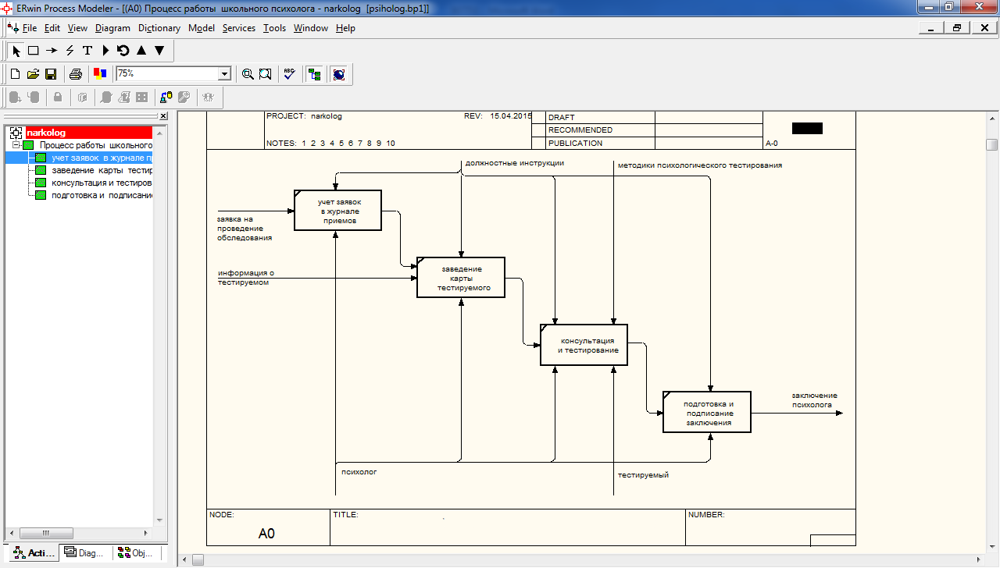 ERwin Process Modeler - [(A0) Процесс работы  школьного психолога - narkolog  [psiholog.bp1]]
File Edit View Diagram Dictionary Model Services Tools Window Help
75%
ABC
narkolog
Процесс работы  школьного
учет заявок  в журнале пр
заведение  карты  тестир
консультация и тестиров
подготовка и  подписани
Acti... Diag... Obj...
PROJECT:  narkolog
REV:  15.04.2015
NOTES:  1  2  3  4  5  6  7  8  9  10
DRAFT
RECOMMENDED
PUBLICATION
A-0
должностные инструкции
методики психологического тестирования
учет заявок
в журнале
приемов
заявка на
проведение
обследования
информация о
тестируемом
заведение
карты
тестируемого
консультация
и тестирование
подготовка и
подписание
заключения
заключение
психолога
психолог
тестируемый
NODE:
A0
TITLE:
NUMBER: